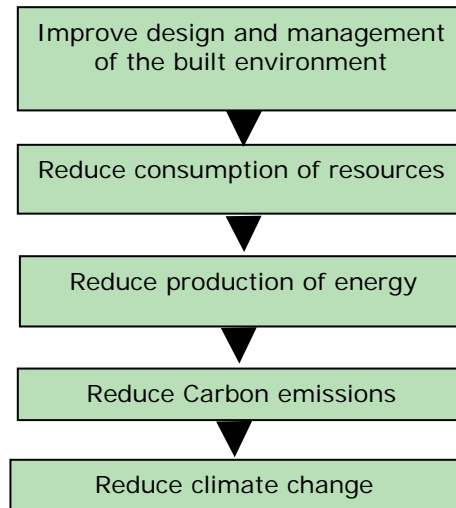 Improve design and management
of the built environment
Reduce consumption of resources
Reduce production of energy
Reduce Carbon emissions
Reduce climate change